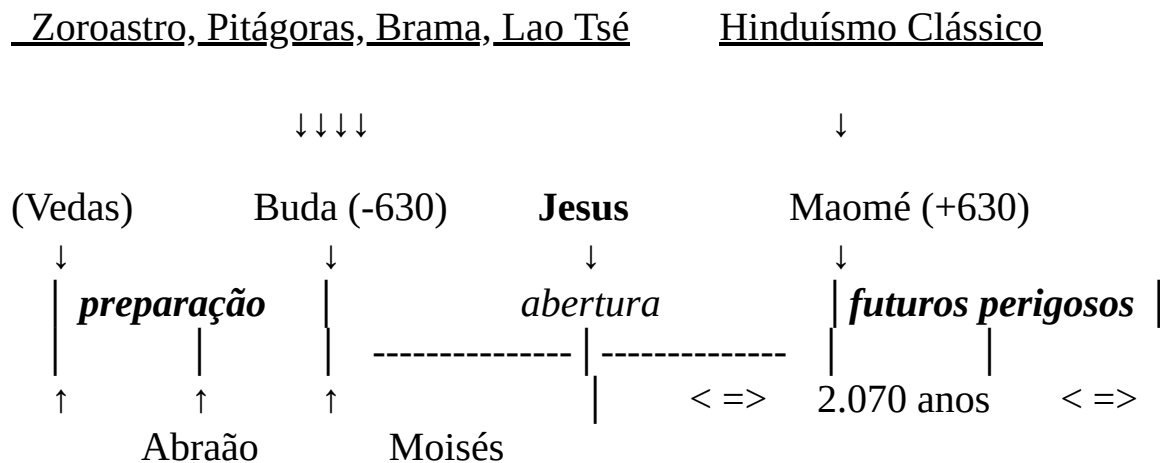 Zoroastro, Pitágoras, Brama, Lao Tsé Hinduísmo Clássico
↓↓↓↓ ↓
(Vedas) Buda (-630) Jesus Maomé (+630)
↓ ↓ ↓ ↓
| preparação | abertura | futuros perigosos |
| | | --------------- | -------------- | |
↑ ↑ ↑ | < => 2.070 anos < =>
Abraão Moisés